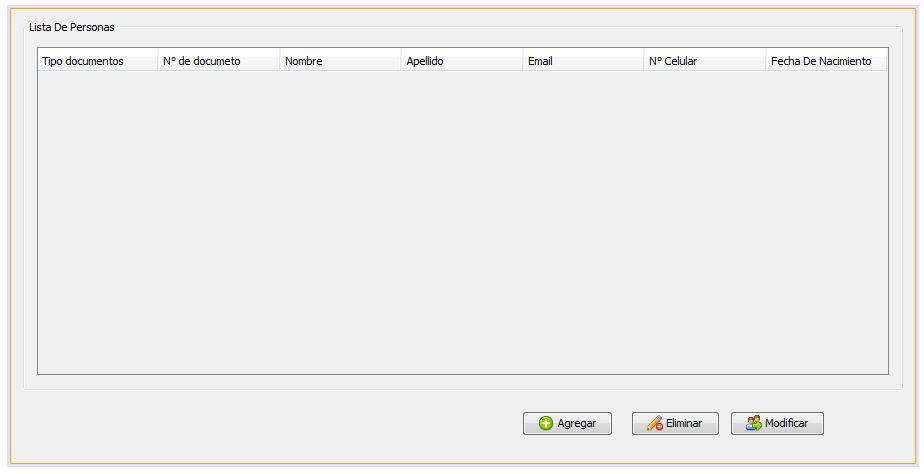 Lista De Personas
Tipo documentos N° de documeto Nombre Apellido Email N° Celular Fecha De Nacimiento
Agregar Eliminar Modificar